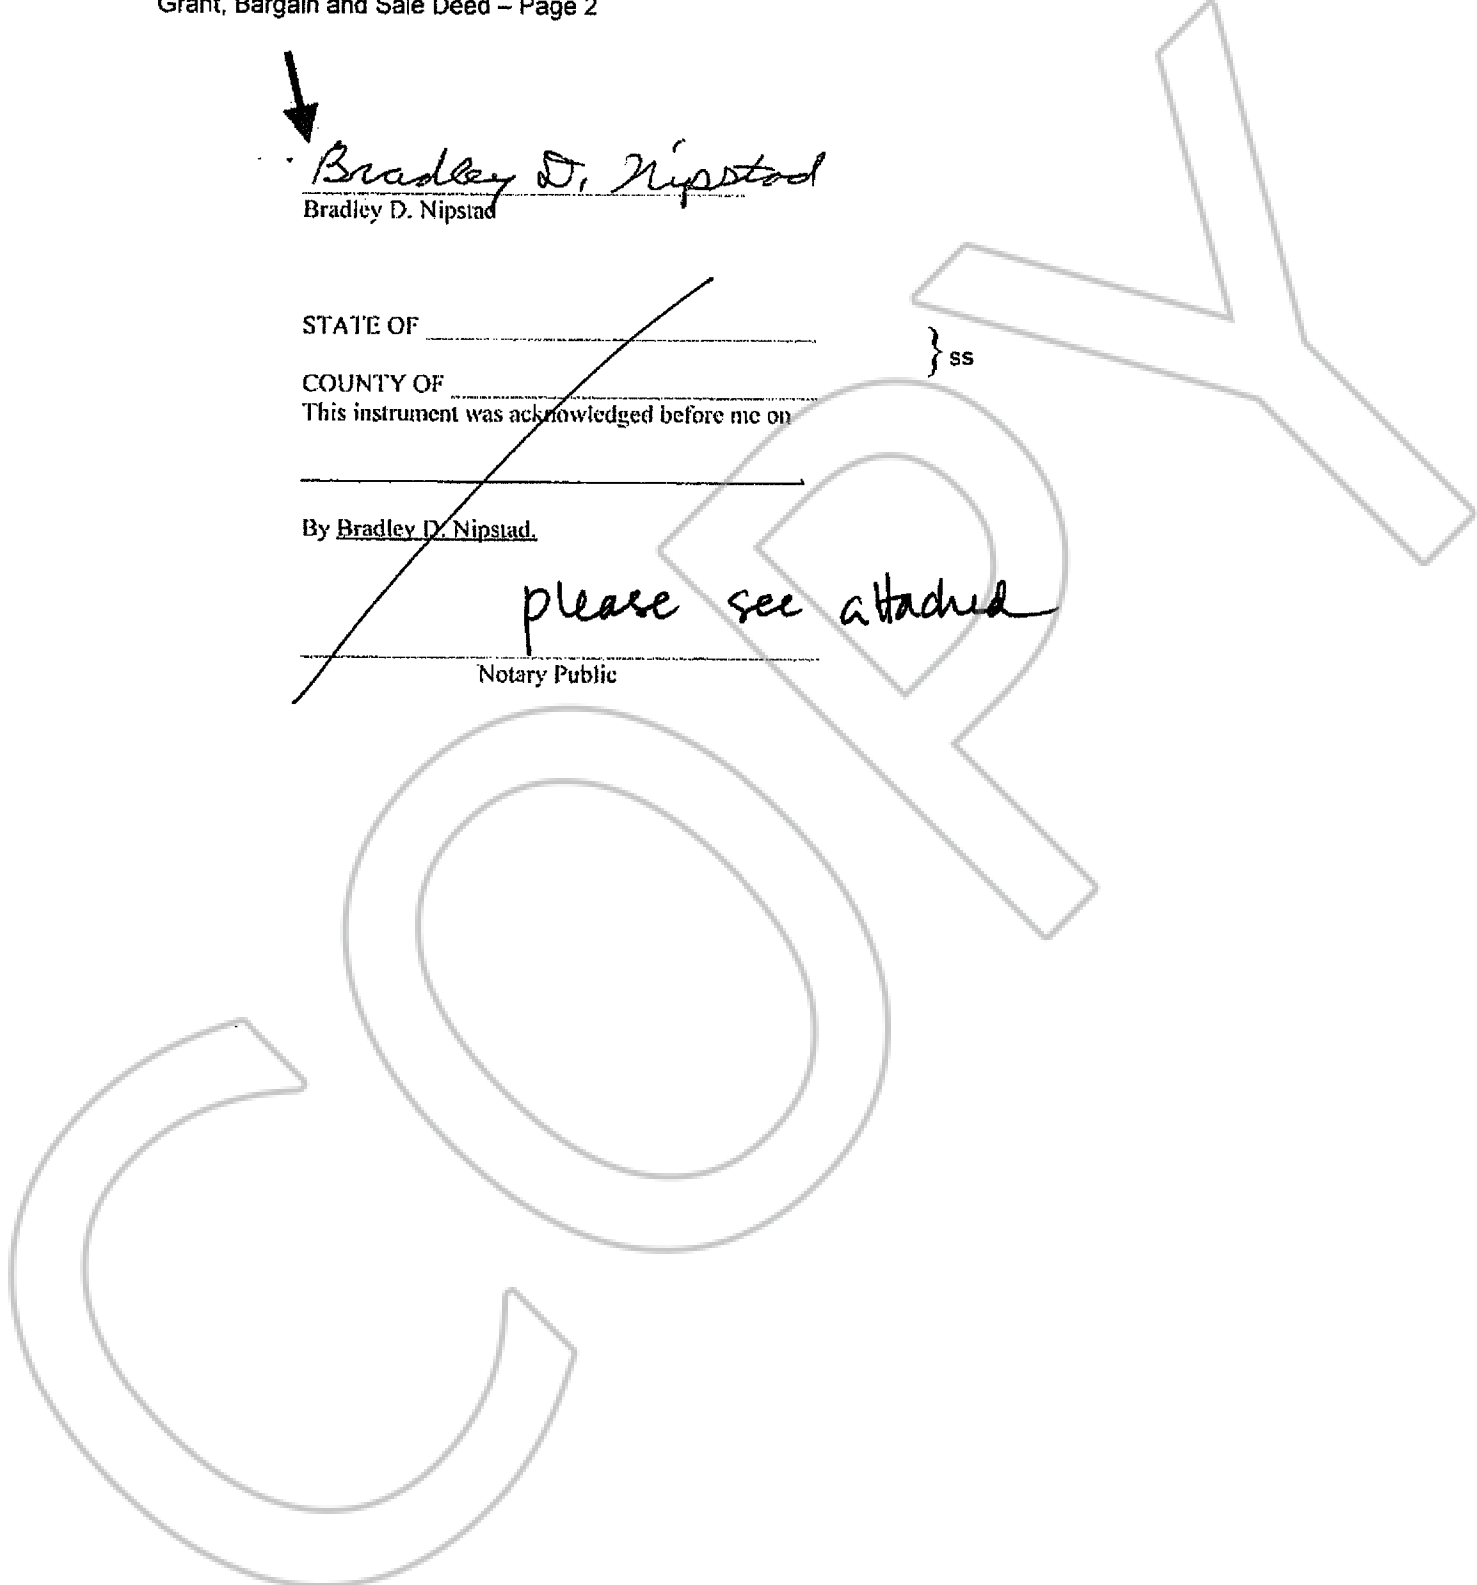 Grant, Bargain and Sale Deed – Page 2
Bradley D. Nipstad
Bradley D. Nipstad
STATE OF
} ss
COUNTY OF
This instrument was acknowledged before me on
By Bradley D. Nipstad.
please see attached
Notary Public
COPY